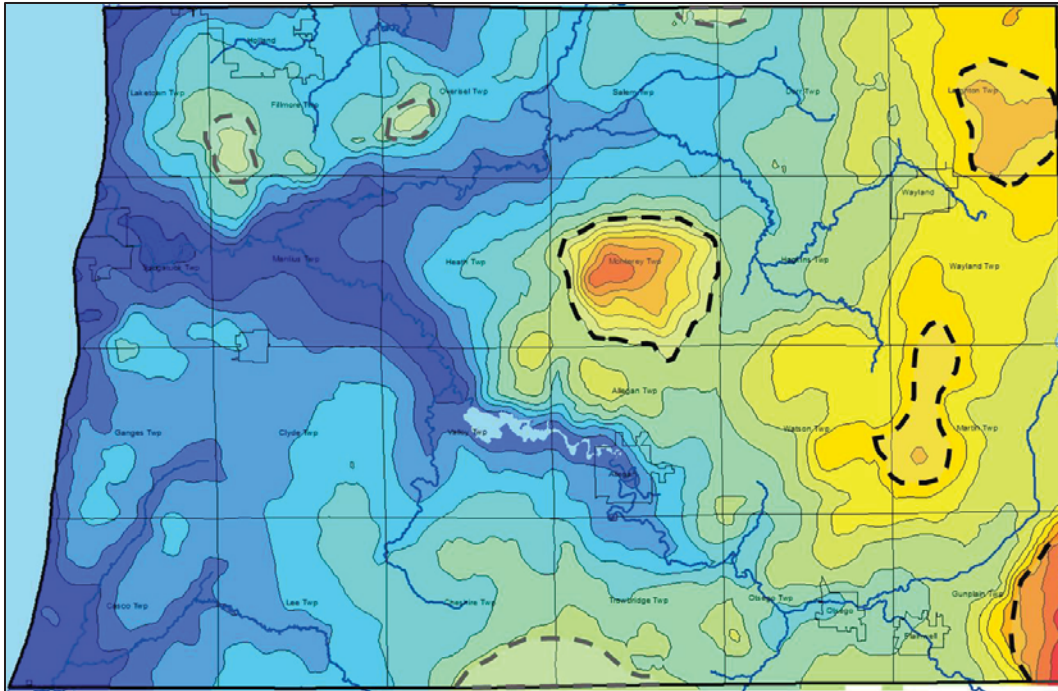 Holland
Laketown Twp
Fillmore Twp
Overisel Twp
Salem Twp
Dorr Twp
Leighton Twp
Wayland
Saugatuck Twp
Manlius Twp
Heath Twp
Monterey Twp
Hopkins Twp
Wayland Twp
Ganges Twp
Clyde Twp
Valley Twp
Allegan Twp
Watson Twp
Martin Twp
Casco Twp
Lee Twp
Cheshire Twp
Trowbridge Twp
Otsego Twp
Otsego
Gunplain Twp
Plainwell